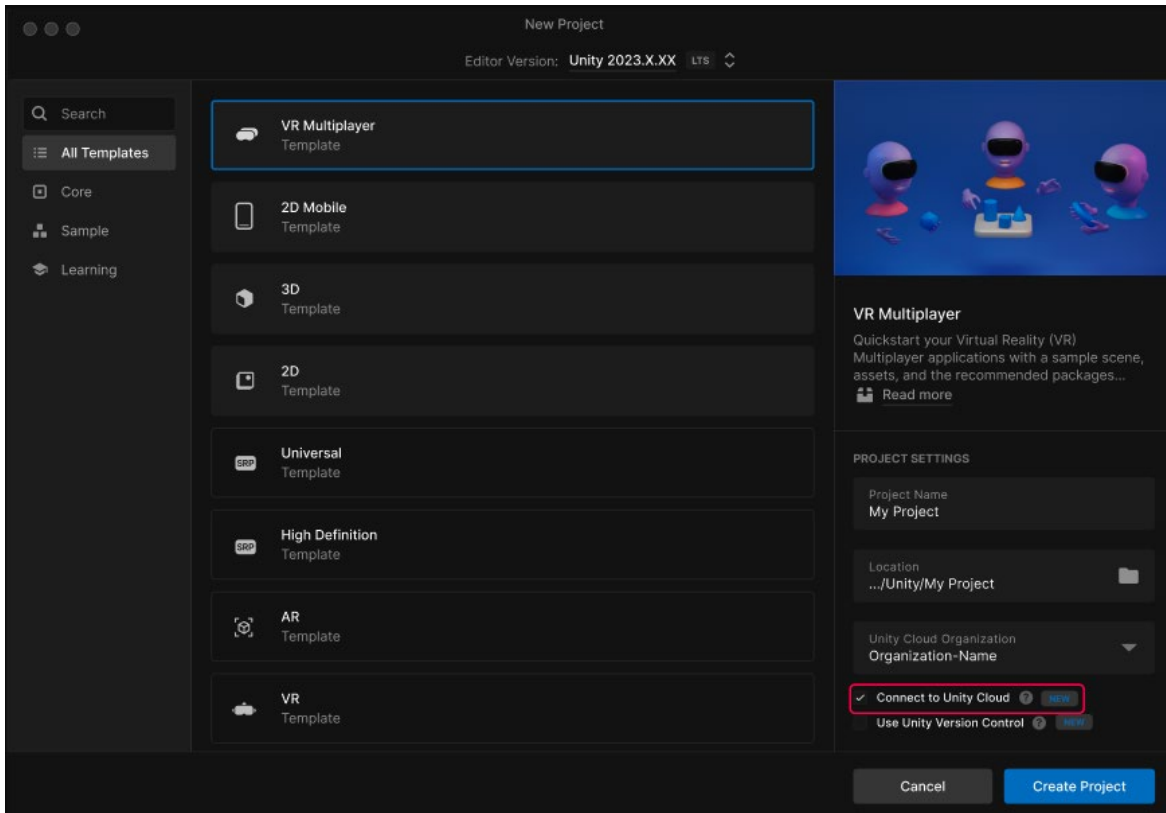 New Project
Editor Version: Unity 2023.X.XX LTS
Search
All Templates
Core
Sample
Learning
VR Multiplayer
Template
2D Mobile
Template
3D
Template
2D
Template
SRP
Universal
Template
SRP
High Definition
Template
AR
Template
VR
Template
VR Multiplayer
Quickstart your Virtual Reality (VR)
Multiplayer applications with a sample scene,
assets, and the recommended packages...
Read more
PROJECT SETTINGS
Project Name
My Project
Location
.../Unity/My Project
Unity Cloud Organization
Organization-Name
Connect to Unity Cloud ? NEW
Use Unity Version Control ? NEW
Cancel
Create Project